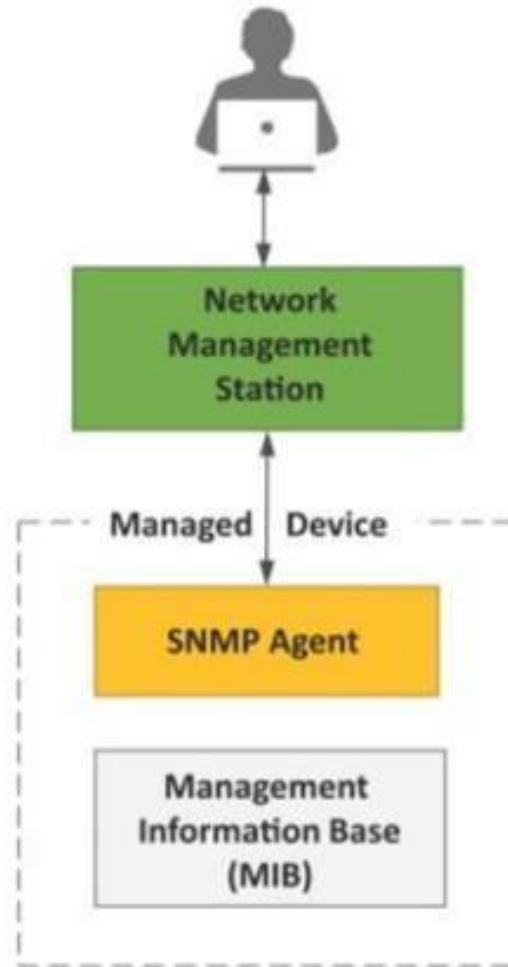 Network
Management
Station
Managed Device
SNMP Agent
Management
Information Base
(MIB)